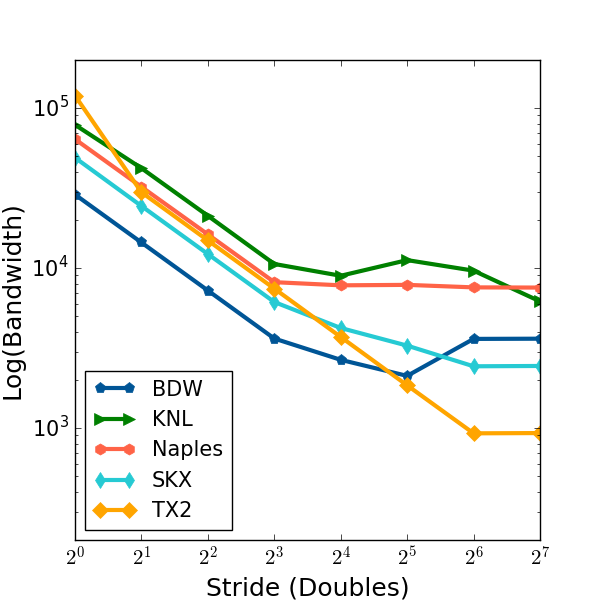 Log(Bandwidth)
10^5
10^4
10^3
BDW
KNL
Naples
SKX
TX2
2^0 2^1 2^2 2^3 2^4 2^5 2^6 2^7
Stride (Doubles)